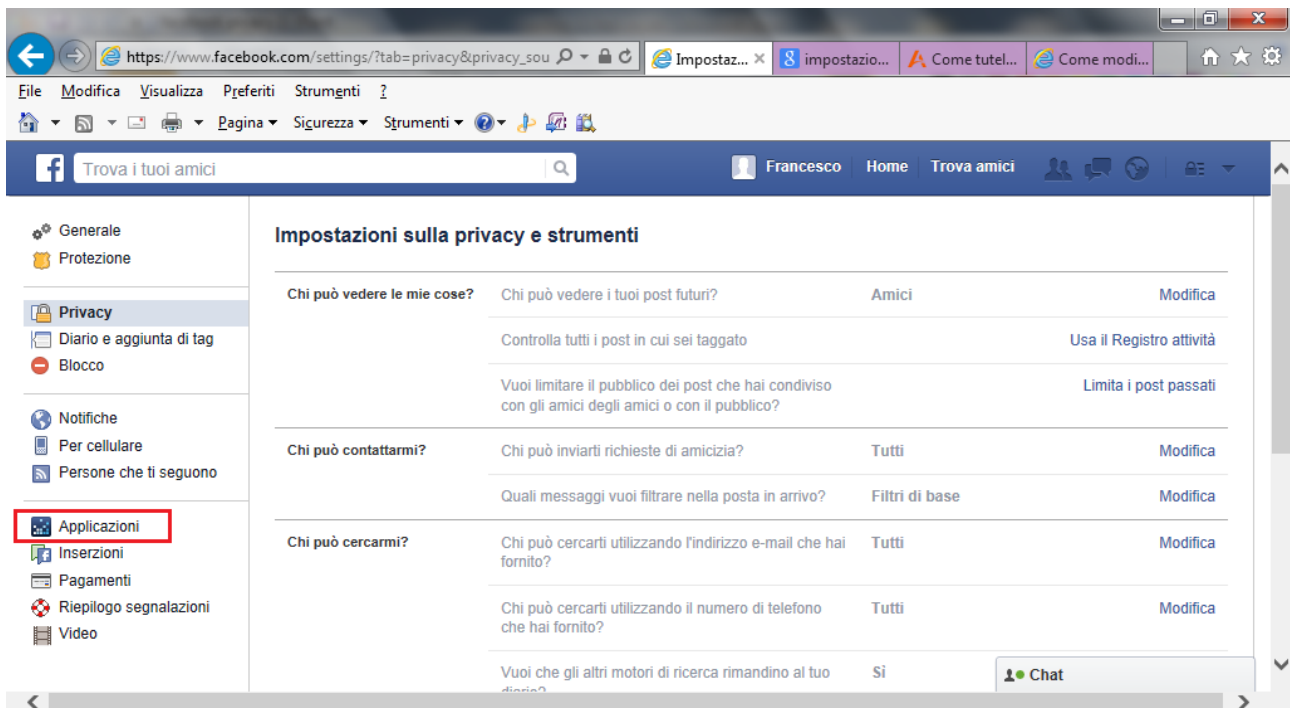 https://www.facebook.com/settings/?tab=privacy&privacy_sou
Impostaz...
impostazio...
Come tutel...
Come modi...
File Modifica Visualizza Preferiti Strumenti ?
Pagina Sicurezza Strumenti
Trova i tuoi amici
Francesco Home Trova amici
Generale
Protezione
Privacy
Diario e aggiunta di tag
Blocco
Notifiche
Per cellulare
Persone che ti seguono
Applicazioni
Inserzioni
Pagamenti
Riepilogo segnalazioni
Video
Impostazioni sulla privacy e strumenti
Chi può vedere le mie cose? Chi può vedere i tuoi post futuri? Amici Modifica
Controlla tutti i post in cui sei taggato Usa il Registro attività
Vuoi limitare il pubblico dei post che hai condiviso Limita i post passati
con gli amici degli amici o con il pubblico?
Chi può contattarmi? Chi può inviarti richieste di amicizia? Tutti Modifica
Quali messaggi vuoi filtrare nella posta in arrivo? Filtri di base Modifica
Chi può cercarmi? Chi può cercarti utilizzando l'indirizzo e-mail che hai Tutti Modifica
fornito?
Chi può cercarti utilizzando il numero di telefono Tutti Modifica
che hai fornito?
Vuoi che gli altri motori di ricerca rimandino al tuo Sì
diario?
Chat